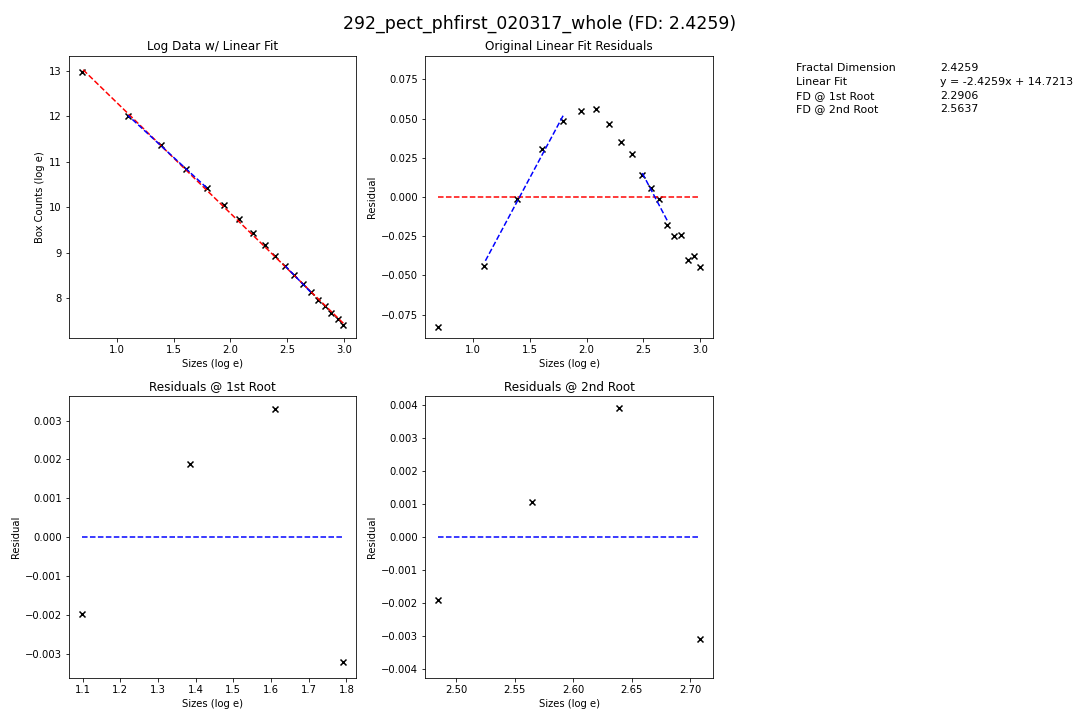 292_pect_phfirst_020317_whole (FD: 2.4259)
Log Data w/ Linear Fit
13
12
11
10
9
8
Box Counts (log e)
1.0 1.5 2.0 2.5 3.0
Sizes (log e)
Original Linear Fit Residuals
0.075
0.050
0.025
0.000
−0.025
−0.050
−0.075
Residual
1.0 1.5 2.0 2.5 3.0
Sizes (log e)
Fractal Dimension 2.4259
Linear Fit y = -2.4259x + 14.7213
FD @ 1st Root 2.2906
FD @ 2nd Root 2.5637
Residuals @ 1st Root
0.003
0.002
0.001
0.000
−0.001
−0.002
−0.003
Residual
1.1 1.2 1.3 1.4 1.5 1.6 1.7 1.8
Sizes (log e)
Residuals @ 2nd Root
0.004
0.003
0.002
0.001
0.000
−0.001
−0.002
−0.003
−0.004
Residual
2.50 2.55 2.60 2.65 2.70
Sizes (log e)